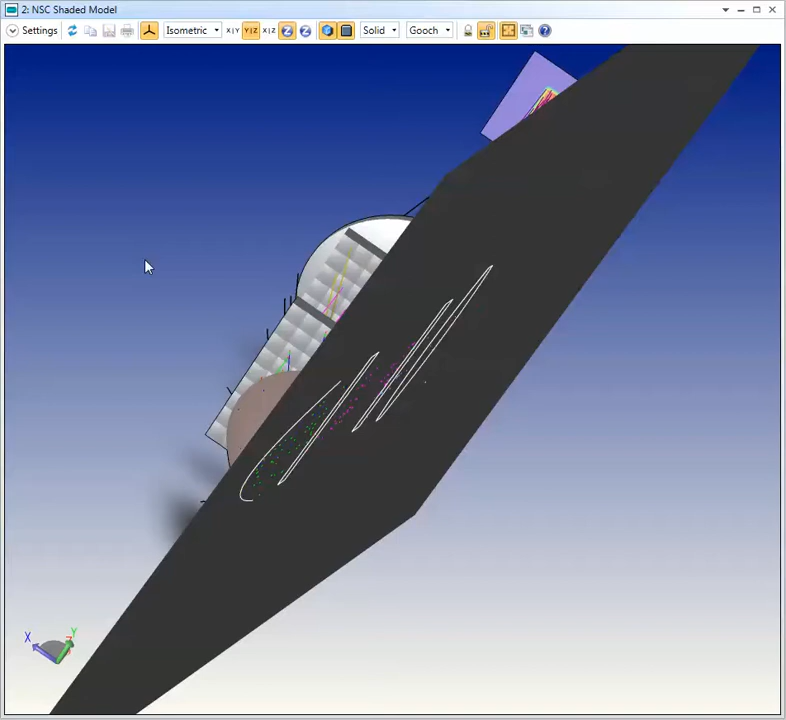 2: NSC Shaded Model
Settings Isometric X|Y Y|Z X|Z Z Z Solid Gooch
X Y Z